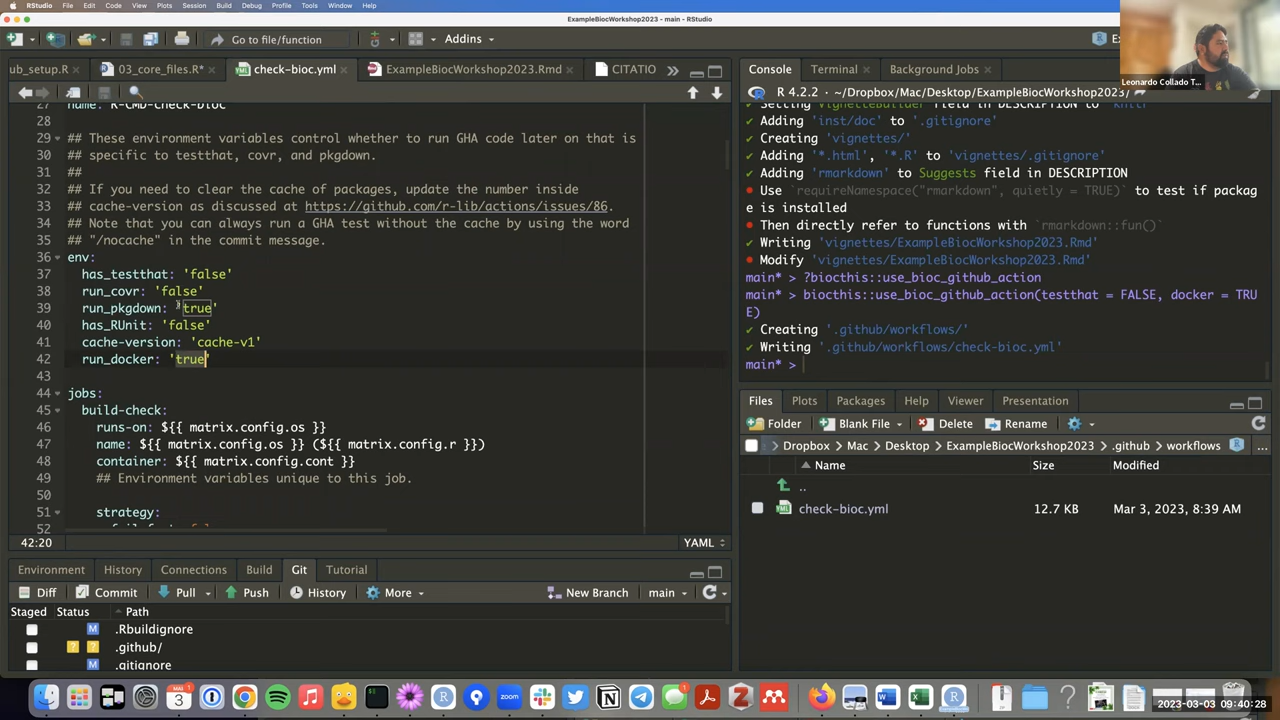 RStudio File Edit Code View Plots Session Build Debug Profile Tools Window Help
ExampleBiocWorkshop2023 - main - RStudio
Go to file/function Addins
ub_setup.R 03_core_files.R* check-bioc.yml ExampleBiocWorkshop2023.Rmd CITATIO
27 name: R-CMD-check-bioc
28
29 ## These environment variables control whether to run GHA code later on that is
30 ## specific to testthat, covr, and pkgdown.
31 ##
32 ## If you need to clear the cache of packages, update the number inside
33 ## cache-version as discussed at https://github.com/r-lib/actions/issues/86.
34 ## Note that you can always run a GHA test without the cache by using the word
35 ## "/nocache" in the commit message.
36 env:
37 has_testthat: 'false'
38 run_covr: 'false'
39 run_pkgdown: 'true'
40 has_RUnit: 'false'
41 cache-version: 'cache-v1'
42 run_docker: 'true'
43
44 jobs:
45 build-check:
46 runs-on: ${{ matrix.config.os }}
47 name: ${{ matrix.config.os }} (${{ matrix.config.r }})
48 container: ${{ matrix.config.cont }}
49 ## Environment variables unique to this job.
50
51 strategy:
52
42:20 YAML
Environment History Connections Build Git Tutorial
Diff Commit Pull Push History More New Branch main
Staged Status Path
M .Rbuildignore
? ? .github/
M .gitignore
Console Terminal Background Jobs
R 4.2.2 · ~/Dropbox/Mac/Desktop/ExampleBiocWorkshop2023/
✔ Setting VignetteBuilder field in DESCRIPTION to 'knitr'
✔ Adding 'inst/doc' to '.gitignore'
✔ Creating 'vignettes/'
✔ Adding '*.html', '*.R' to 'vignettes/.gitignore'
✔ Adding 'rmarkdown' to Suggests field in DESCRIPTION
● Use `requireNamespace("rmarkdown", quietly = TRUE)` to test if packag
e is installed
● Then directly refer to functions with `rmarkdown::fun()`
✔ Writing 'vignettes/ExampleBiocWorkshop2023.Rmd'
● Modify 'vignettes/ExampleBiocWorkshop2023.Rmd'
main* > ?biocthis::use_bioc_github_action
main* > biocthis::use_bioc_github_action(testthat = FALSE, docker = TRU
E)
✔ Creating '.github/workflows/'
✔ Writing '.github/workflows/check-bioc.yml'
main* >
Files Plots Packages Help Viewer Presentation
Folder Blank File Delete Rename
Dropbox Mac Desktop ExampleBiocWorkshop2023 .github workflows ...
Name Size Modified
..
check-bioc.yml 12.7 KB Mar 3, 2023, 8:39 AM
Leonardo Collado T...
2023-03-03 09:40:28